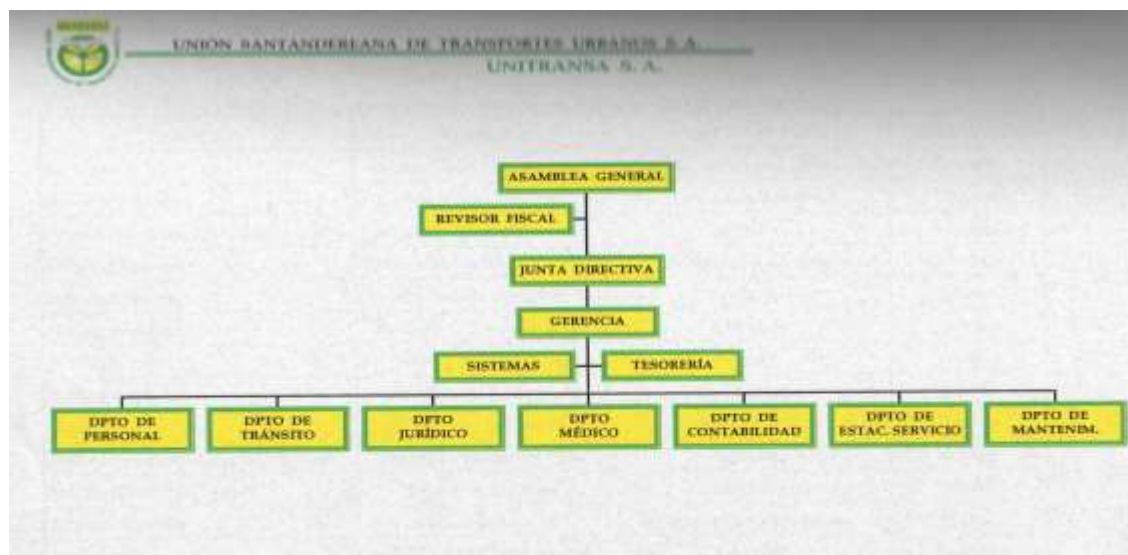 UNIÓN SANTANDEREANA DE TRANSPORTES URBANOS S.A.
UNITRANSA S. A.
ASAMBLEA GENERAL
REVISOR FISCAL
JUNTA DIRECTIVA
GERENCIA
SISTEMAS
TESORERÍA
DPTO DE
PERSONAL
DPTO DE
TRÁNSITO
DPTO
JURÍDICO
DPTO
MÉDICO
DPTO DE
CONTABILIDAD
DPTO DE
ESTAC. SERVICIO
DPTO DE
MANTENIM.